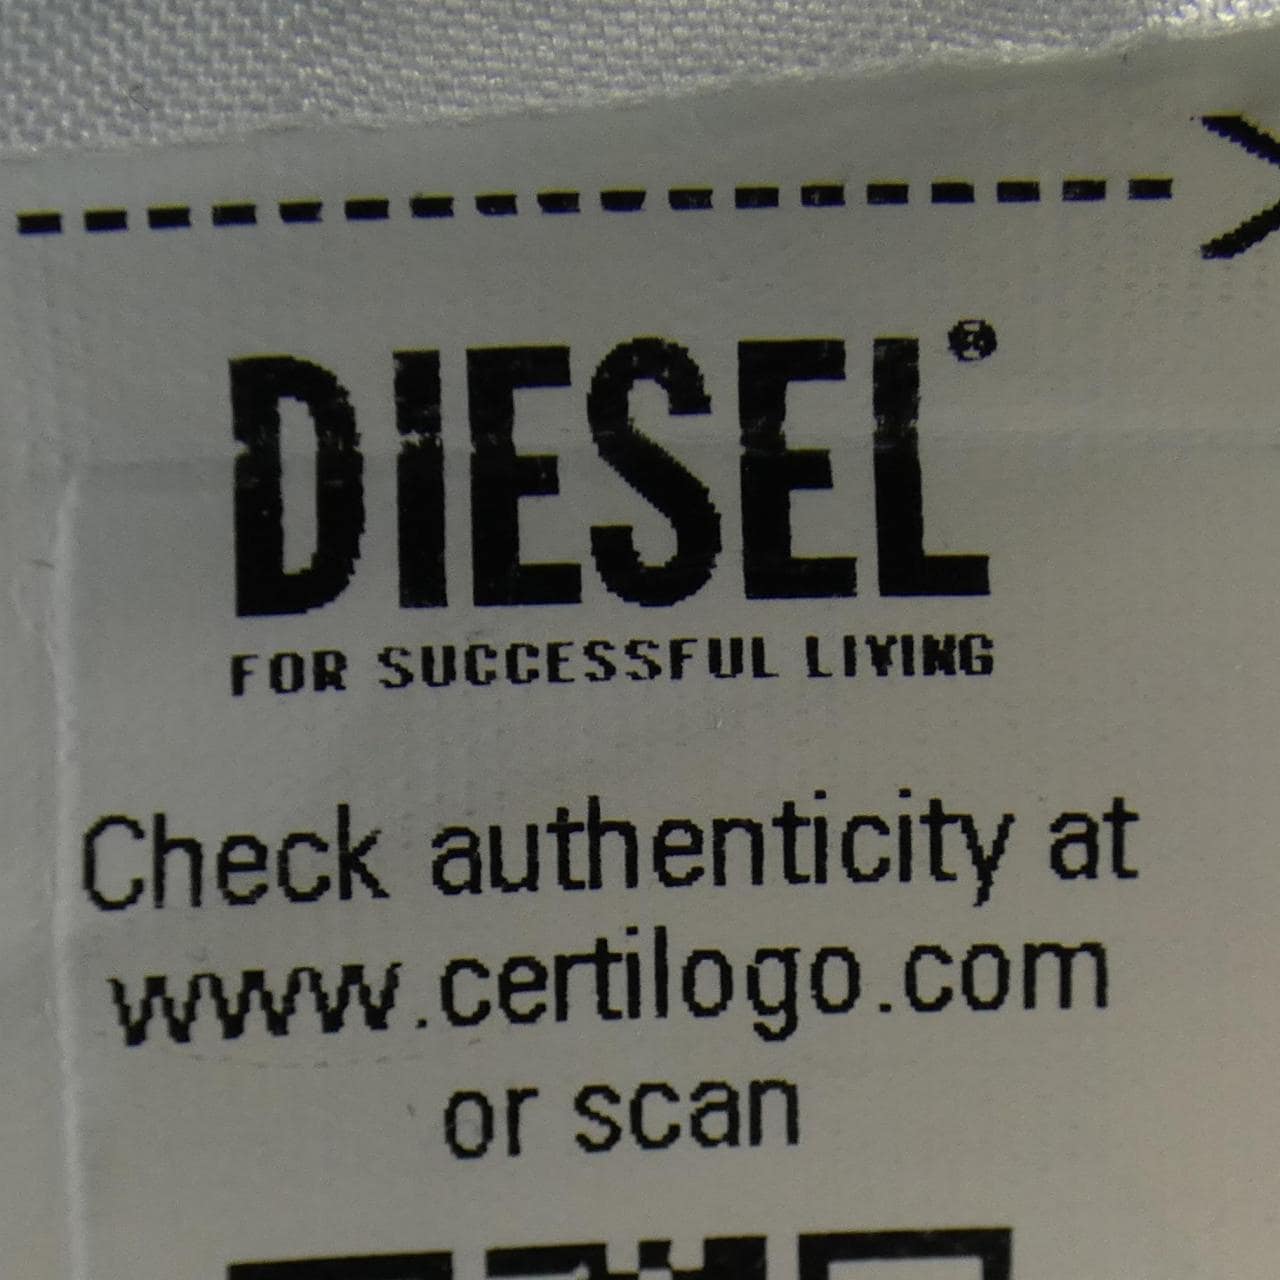 DIESEL®
FOR SUCCESSFUL LIVING
Check authenticity at
www.certilogo.com
or scan